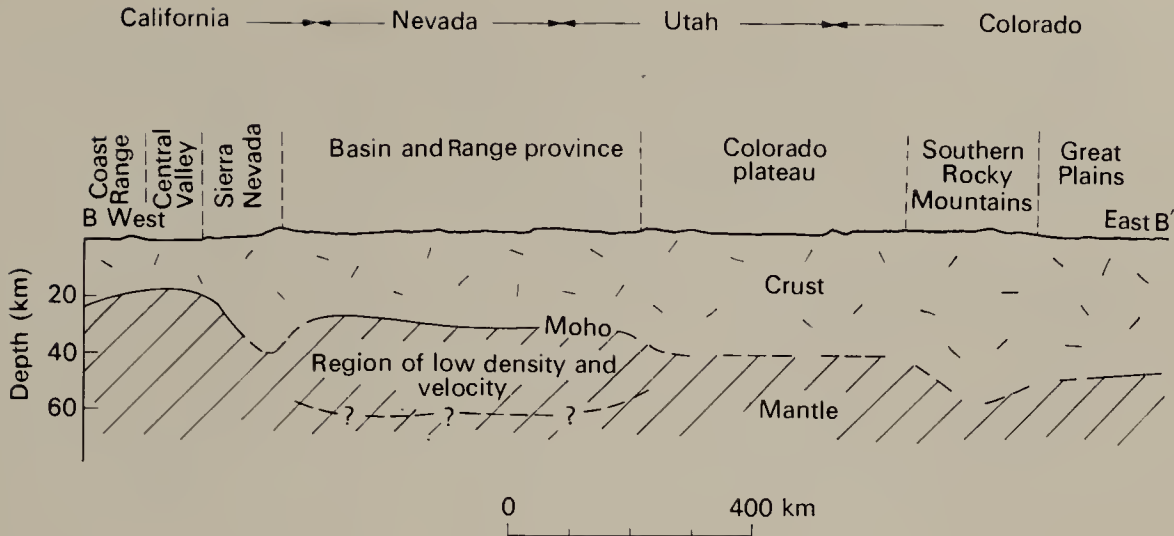 California
Nevada
Utah
Colorado
Coast
Range
Central
Valley
Sierra
Nevada
Basin and Range province
Colorado
plateau
Southern
Rocky
Mountains
Great
Plains
B West
East B'
Depth (km)
20
40
60
Crust
Moho
Region of low density and
velocity
? ? ?
Mantle
0 400 km